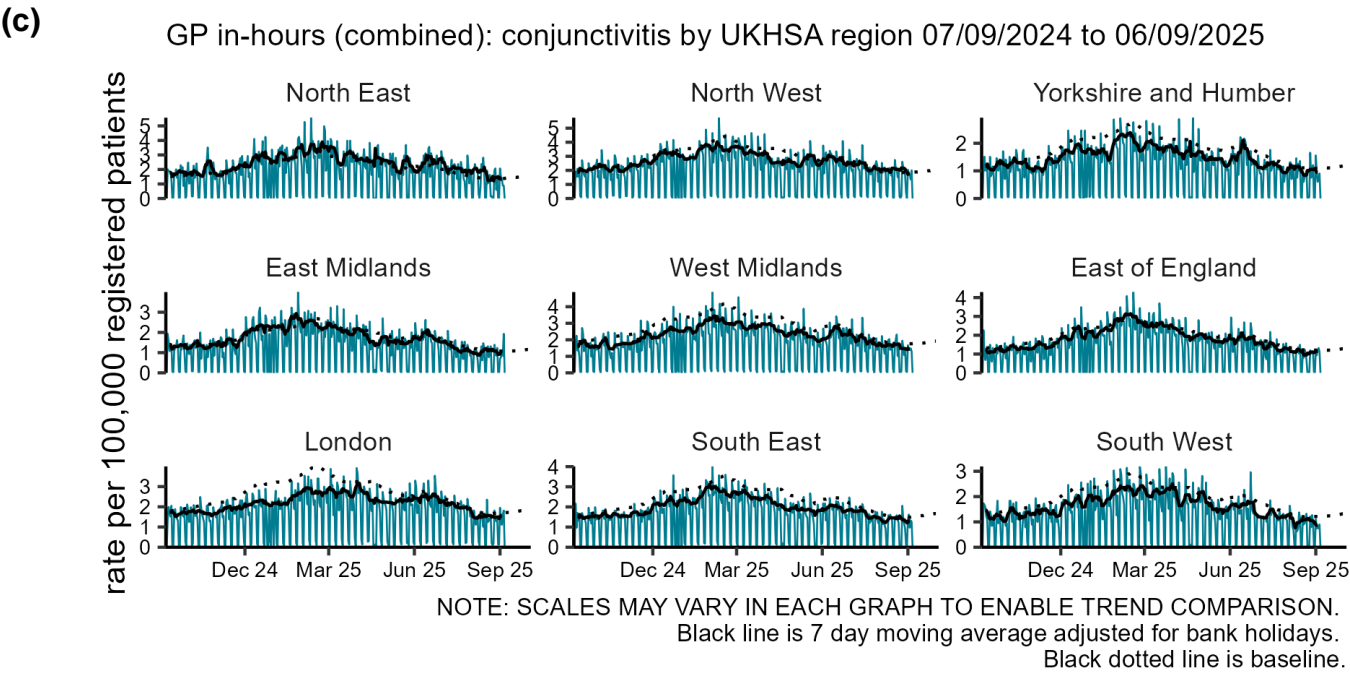 (c)
GP in-hours (combined): conjunctivitis by UKHSA region 07/09/2024 to 06/09/2025
rate per 100,000 registered patients
North East
North West
Yorkshire and Humber
5
4
3
2
1
0
5
4
3
2
1
0
2
1
0
East Midlands
West Midlands
East of England
3
2
1
0
4
3
2
1
0
4
3
2
1
0
London
South East
South West
3
2
1
0
4
3
2
1
0
3
2
1
0
Dec 24 Mar 25 Jun 25 Sep 25
Dec 24 Mar 25 Jun 25 Sep 25
Dec 24 Mar 25 Jun 25 Sep 25
NOTE: SCALES MAY VARY IN EACH GRAPH TO ENABLE TREND COMPARISON.
Black line is 7 day moving average adjusted for bank holidays.
Black dotted line is baseline.